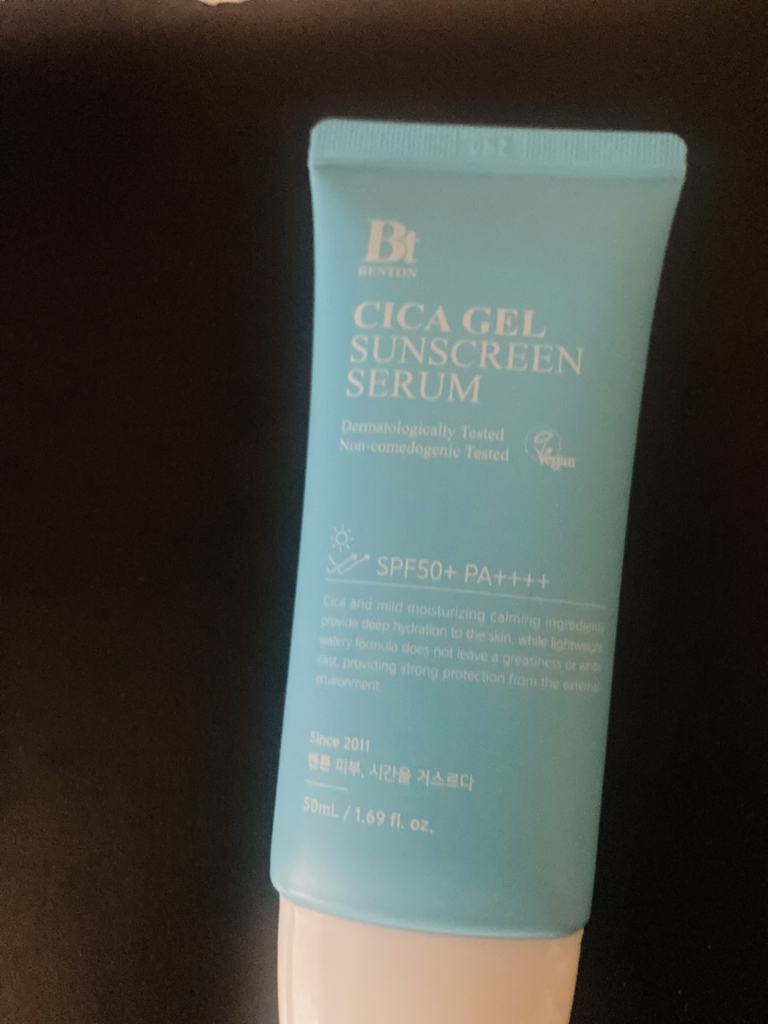 Bt
BENTON
CICA GEL
SUNSCREEN
SERUM
Dermatologically Tested
Non-comedogenic Tested
Vegan
SPF50+ PA++++
Cica and mild moisturizing calming ingredients
provide deep hydration to the skin, while lightweight
watery formula does not leave a greasiness or white
cast, providing strong protection from the external
environment.
Since 2011
벤튼 피부, 시간을 거스르다
50mL / 1.69 fl. oz.